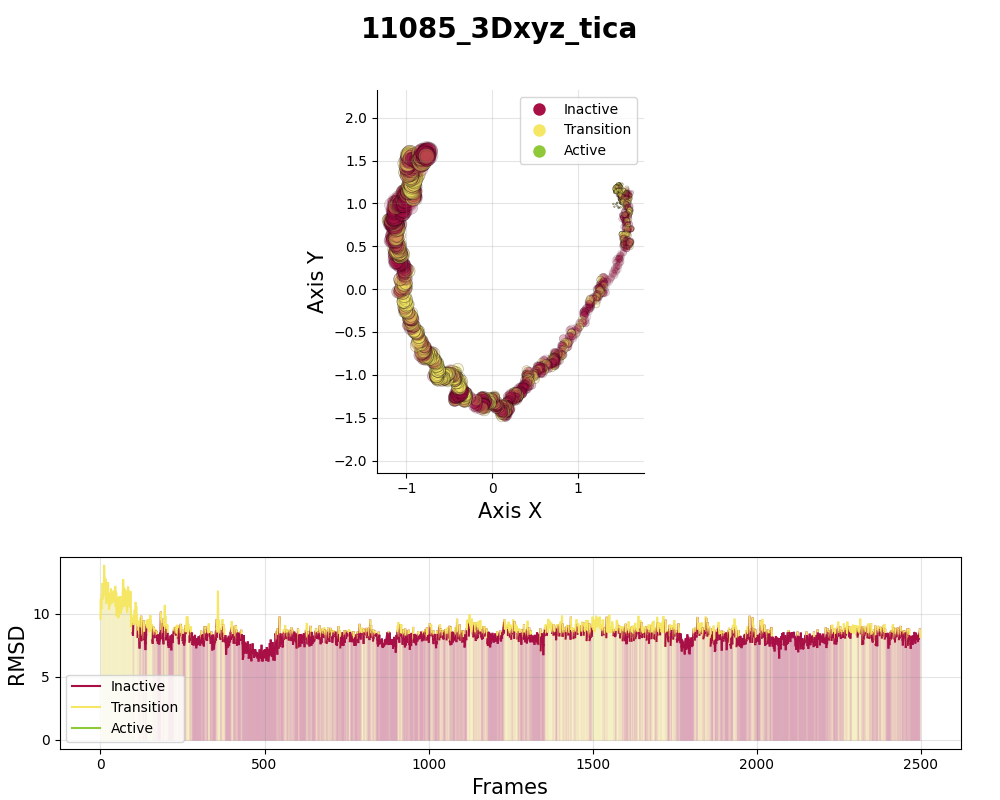 11085_3Dxyz_tica
Inactive
Transition
Active
2.0
1.5
1.0
0.5
0.0
−0.5
−1.0
−1.5
−2.0
Axis Y
−1 0 1
Axis X
10
5
0
RMSD
Inactive
Transition
Active
0 500 1000 1500 2000 2500
Frames